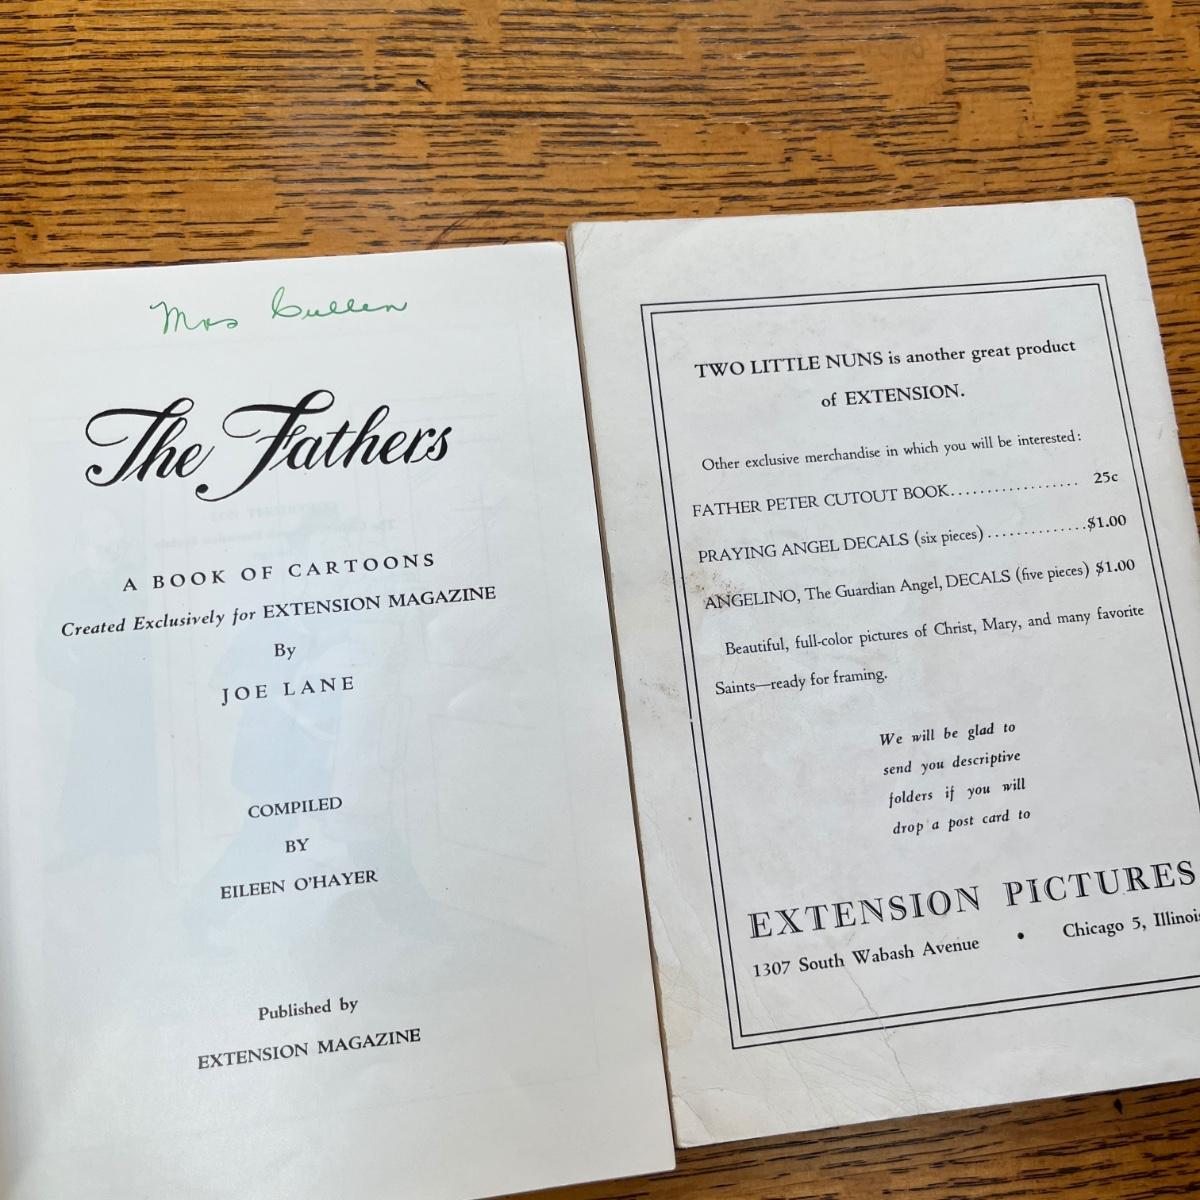 Mrs Cullen
The Fathers
A BOOK OF CARTOONS
Created Exclusively for EXTENSION MAGAZINE
By
JOE LANE
COMPILED
BY
EILEEN O'HAYER
Published by
EXTENSION MAGAZINE
TWO LITTLE NUNS is another great product
of EXTENSION.
Other exclusive merchandise in which you will be interested:
FATHER PETER CUTOUT BOOK.................. 25c
PRAYING ANGEL DECALS (six pieces).............$1.00
ANGELINO, The Guardian Angel, DECALS (five pieces) $1.00
Beautiful, full-color pictures of Christ, Mary, and many favorite
Saints—ready for framing.
We will be glad to
send you descriptive
folders if you will
drop a post card to
EXTENSION PICTURES
1307 South Wabash Avenue • Chicago 5, Illinois